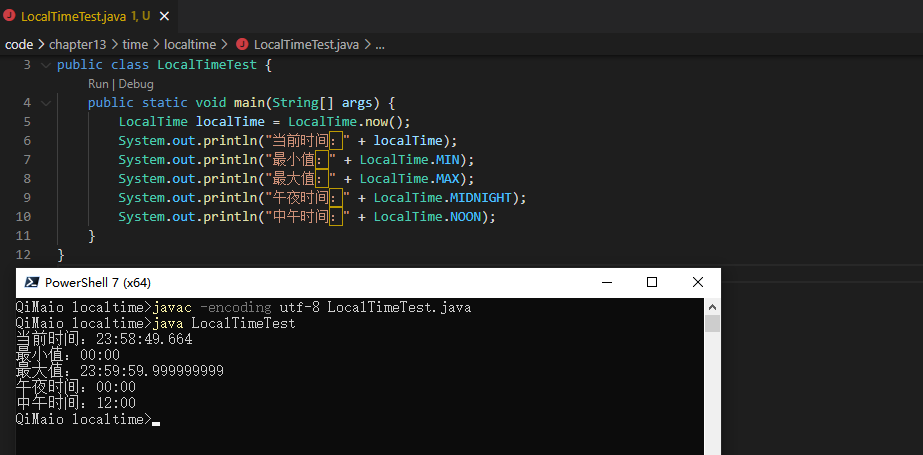 LocalTimeTest.java 1, U
code > chapter13 > time > localtime > LocalTimeTest.java > ...
3 public class LocalTimeTest {
Run | Debug
4 public static void main(String[] args) {
5 LocalTime localTime = LocalTime.now();
6 System.out.println("当前时间：" + localTime);
7 System.out.println("最小值：" + LocalTime.MIN);
8 System.out.println("最大值：" + LocalTime.MAX);
9 System.out.println("午夜时间：" + LocalTime.MIDNIGHT);
10 System.out.println("中午时间：" + LocalTime.NOON);
11 }
12 }
PowerShell 7 (x64)
QiMaio localtime>javac -encoding utf-8 LocalTimeTest.java
QiMaio localtime>java LocalTimeTest
当前时间：23:58:49.664
最小值：00:00
最大值：23:59:59.999999999
午夜时间：00:00
中午时间：12:00
QiMaio localtime>